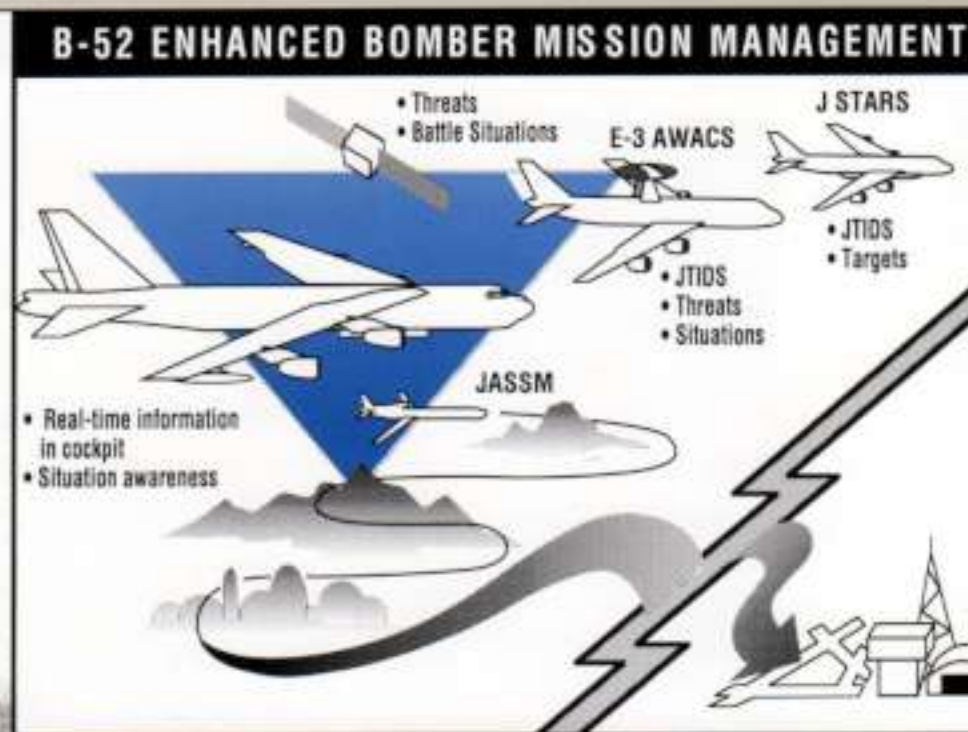 B-52 ENHANCED BOMBER MISSION MANAGEMENT
• Threats
• Battle Situations
E-3 AWACS
J STARS
• JTIDS
• Targets
• JTIDS
• Threats
• Situations
JASSM
• Real-time information
in cockpit
• Situation awareness